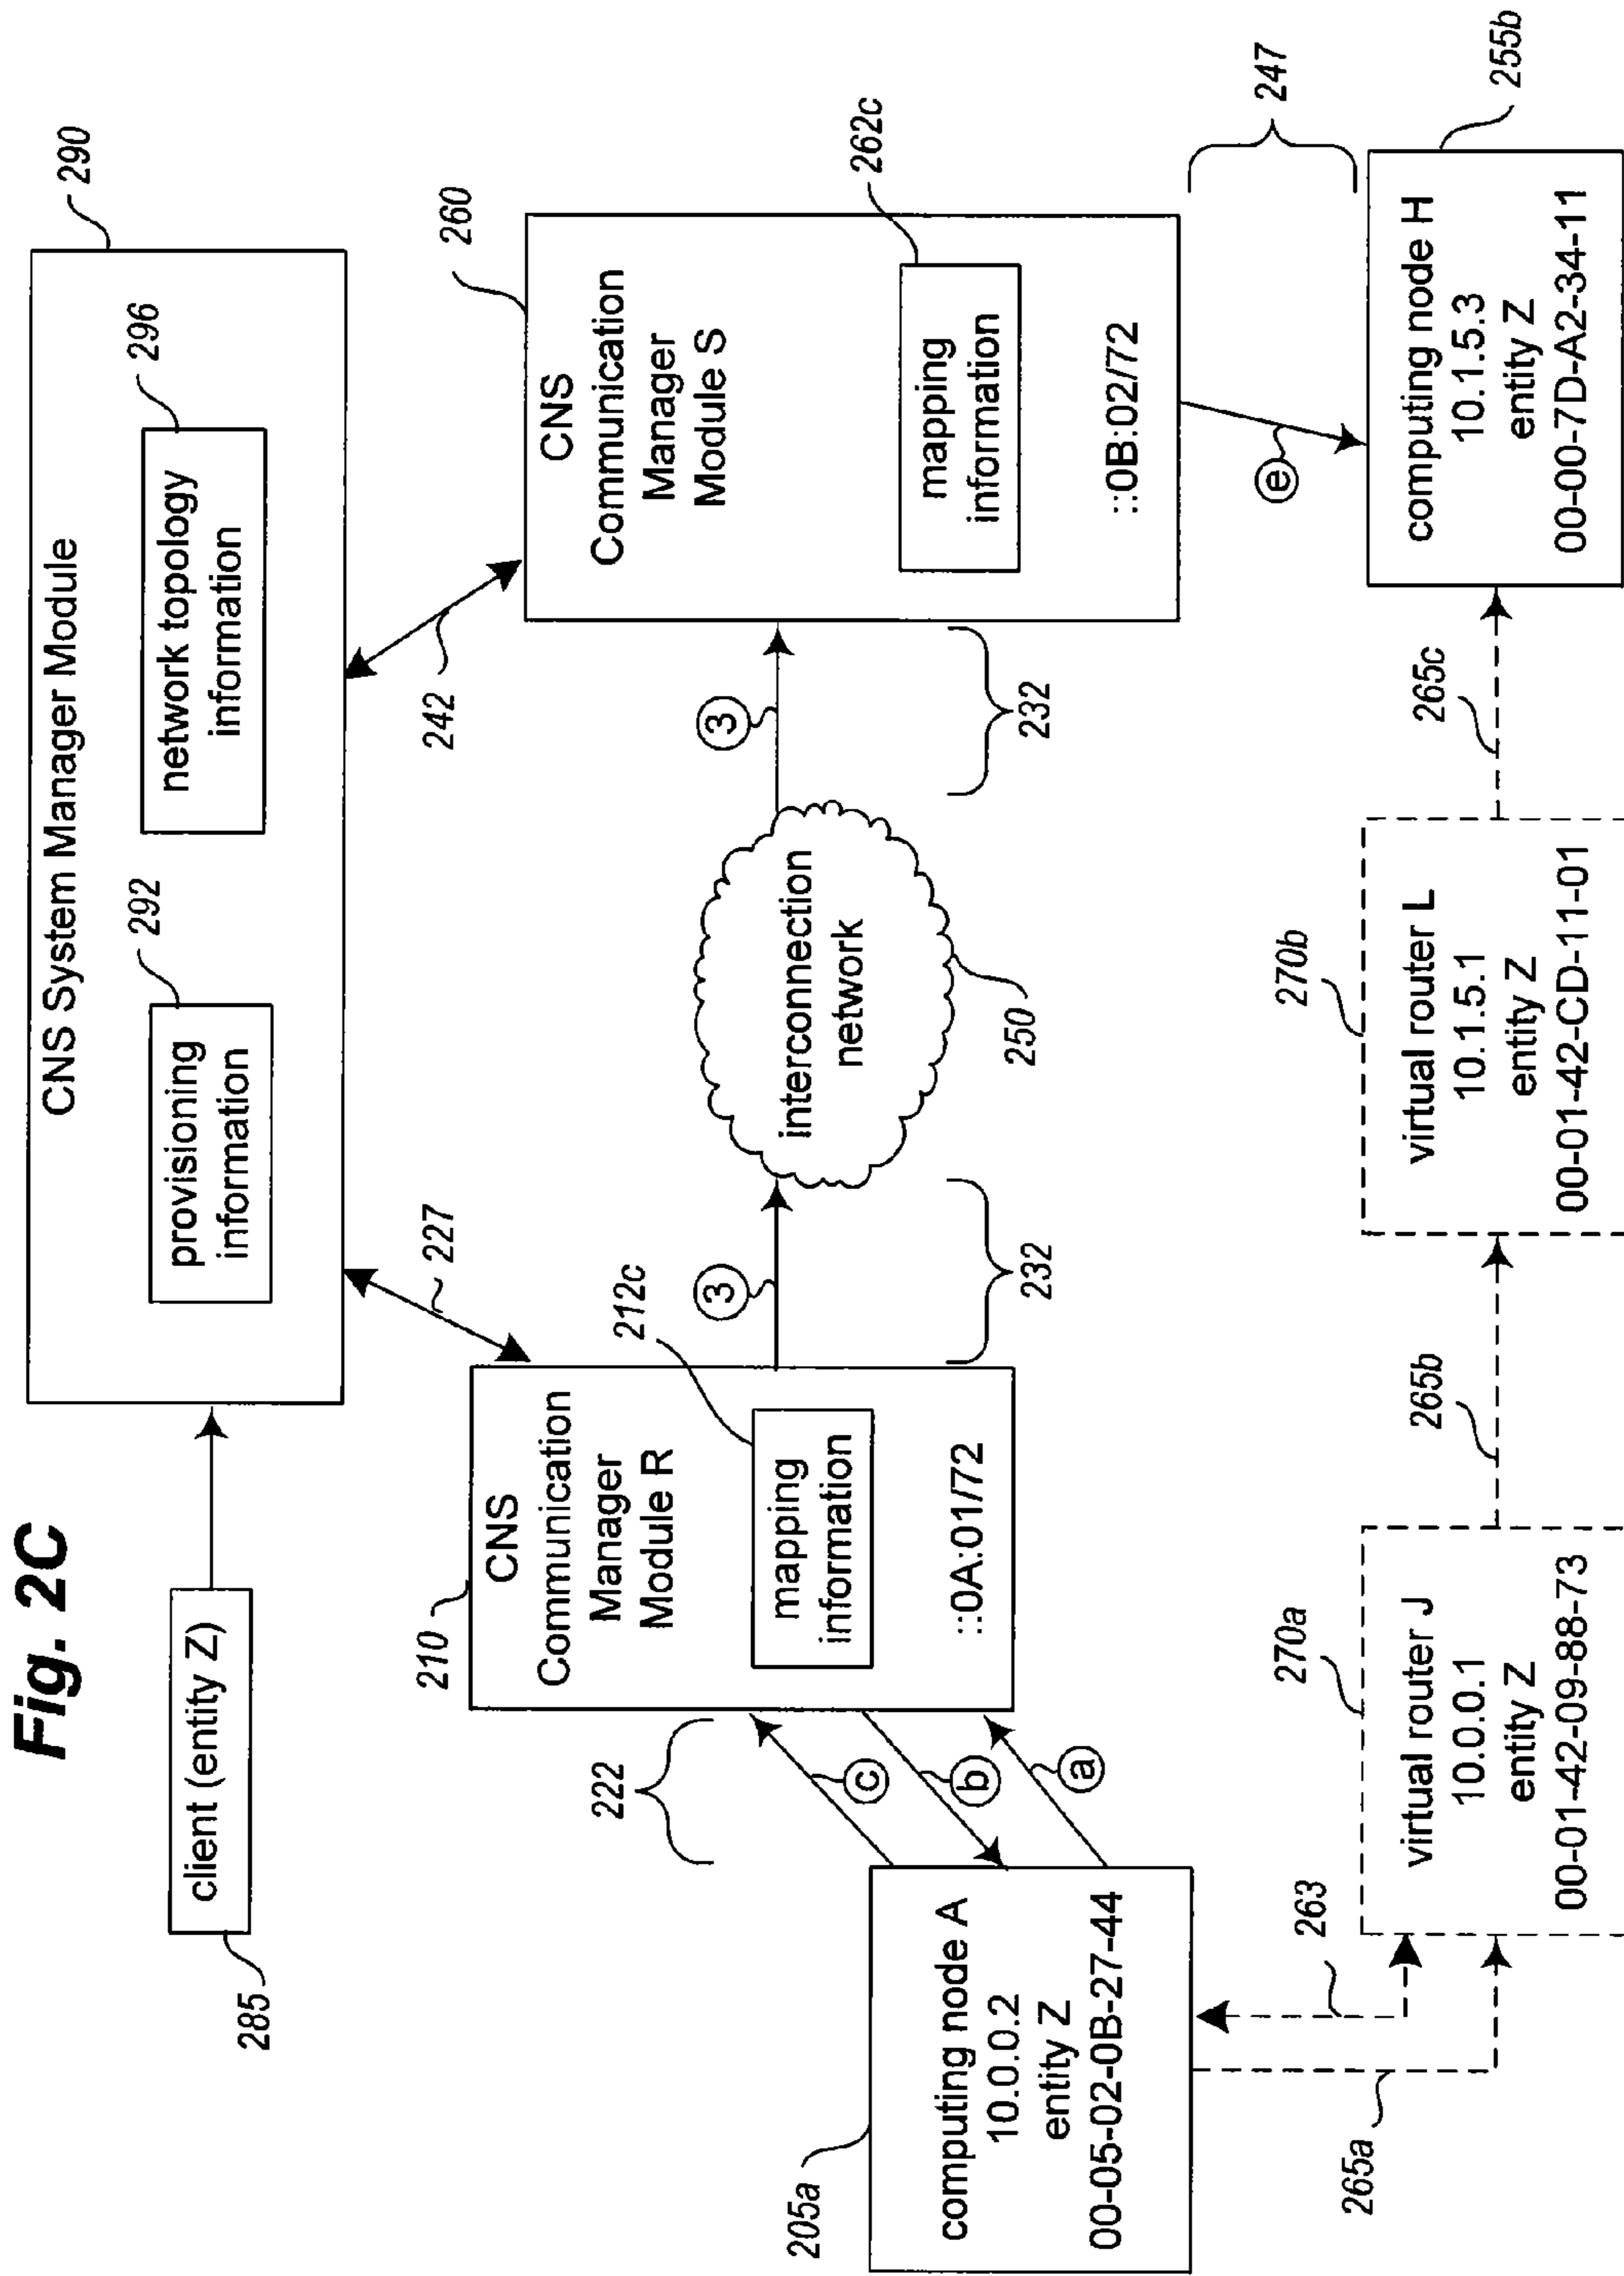 Fig. 2C
client (entity Z)
285
CNS System Manager Module
290
provisioning
information
292
network topology
information
296
227
242
210
CNS
Communication
Manager
Module R
mapping
information
212c
::0A:01/72
3
232
interconnection
network
250
3
232
260
CNS
Communication
Manager
Module S
mapping
information
262c
::0B:02/72
222
c
b
a
e
247
205a
computing node A
10.0.0.2
entity Z
00-05-02-0B-27-44
263
265a
270a
virtual router J
10.0.0.1
entity Z
00-01-42-09-88-73
265b
270b
virtual router L
10.1.5.1
entity Z
00-01-42-CD-11-01
265c
255b
computing node H
10.1.5.3
entity Z
00-00-7D-A2-34-11